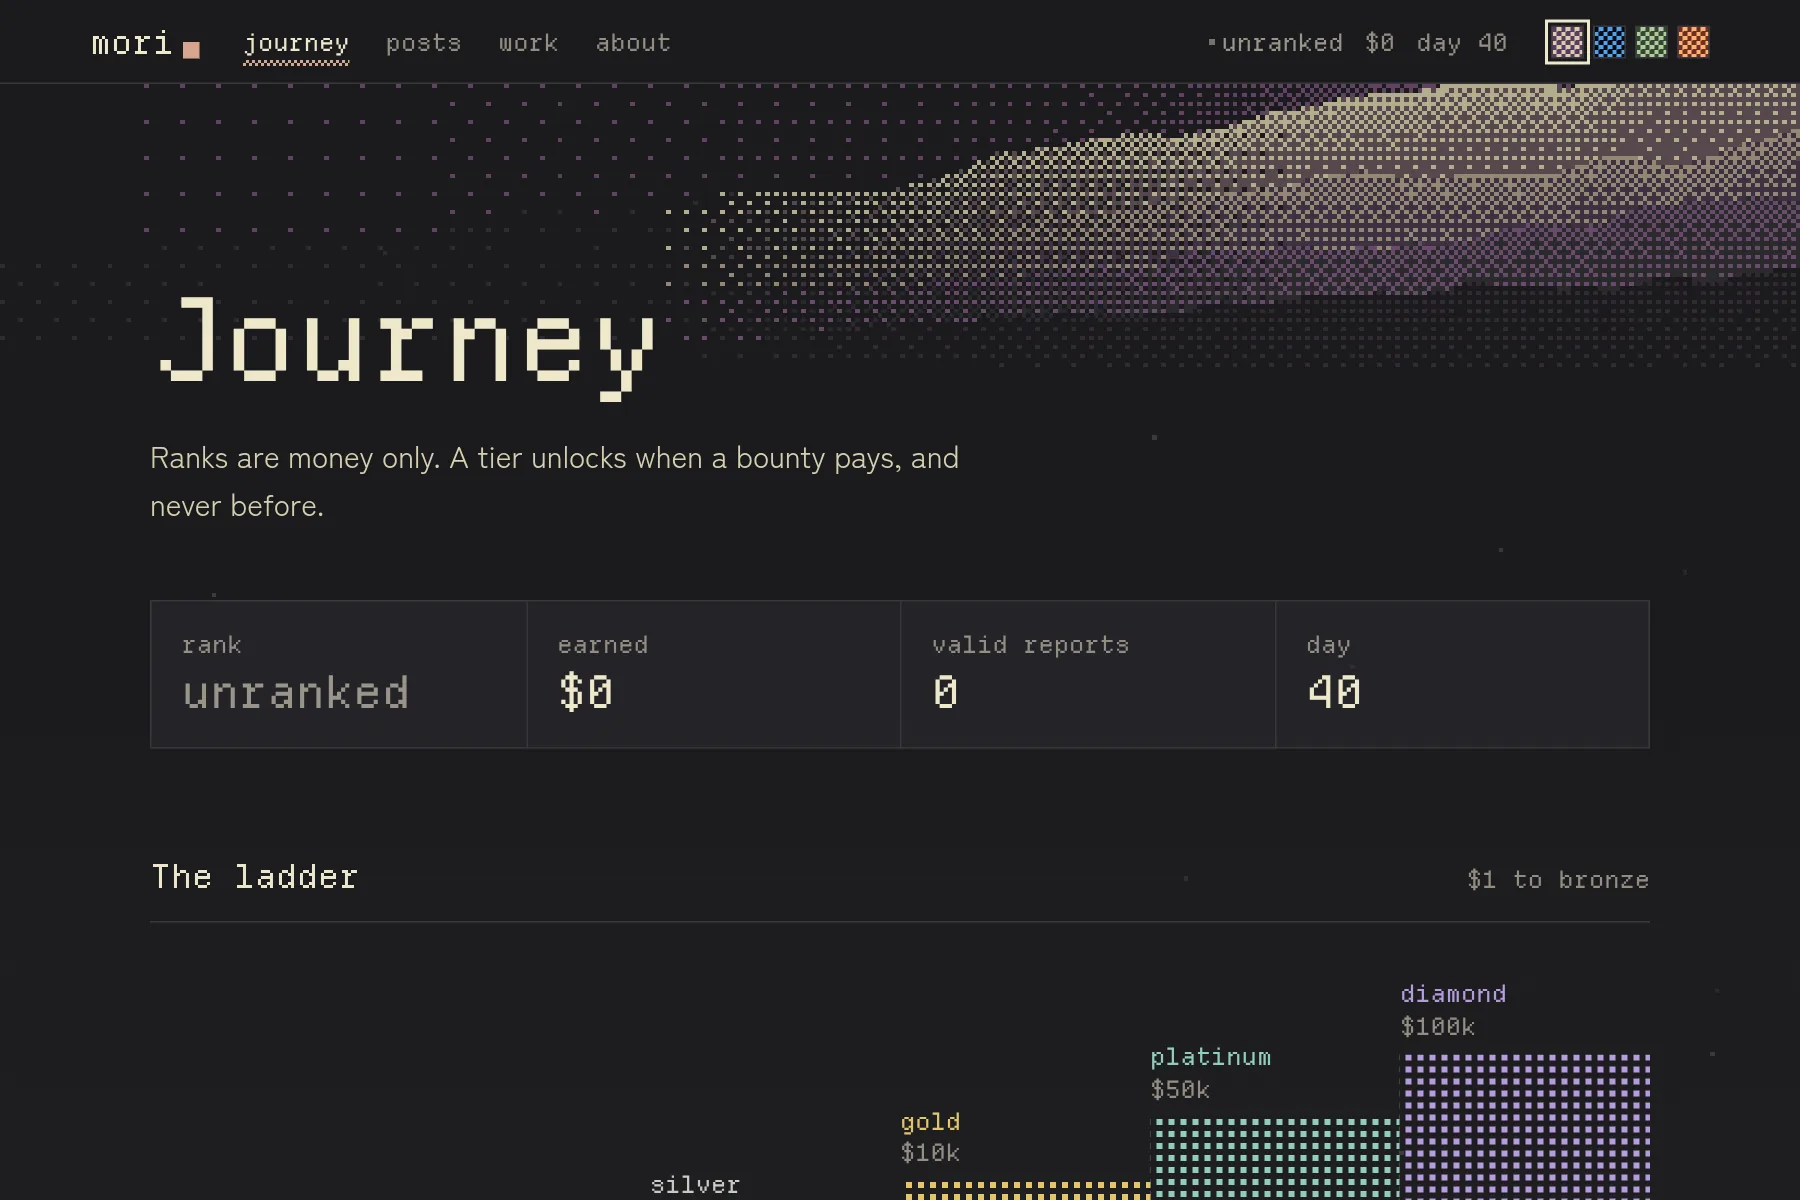 mori journey posts work about unranked $0 day 40
Journey
Ranks are money only. A tier unlocks when a bounty pays, and
never before.
rank earned valid reports day
unranked $0 0 40
The ladder $1 to bronze
diamond
$100k
platinum
$50k
gold
$10k
silver